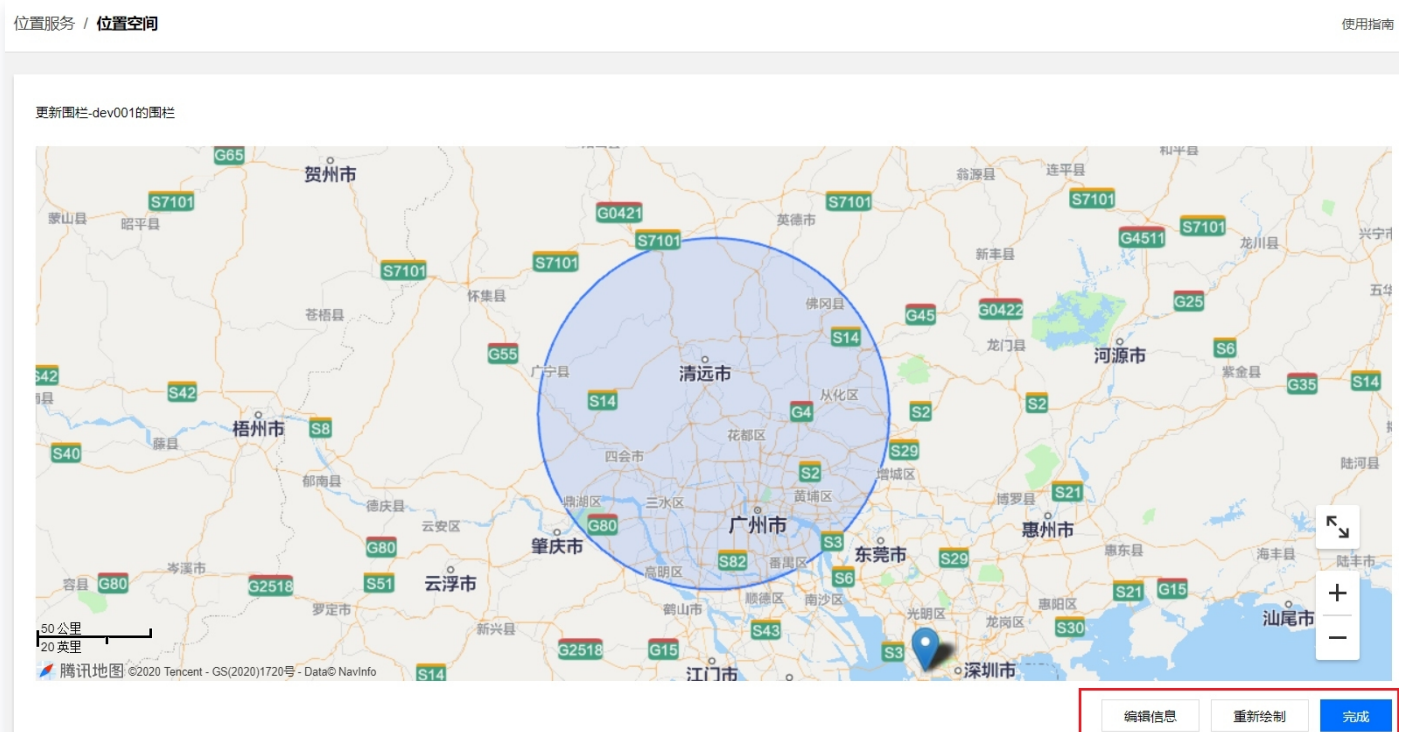 位置服务 / 位置空间
使用指南
更新围栏-dev001的围栏
G65
贺州市
翁源县
连平县
和平县
S7101
蒙山县
昭平县
G0421
英德市
S7101
S7101
S7101
G4511
S7101
龙川县
兴宁市
S7101
S7101
新丰县
怀集县
苍梧县
佛冈县
G45
G0422
G25
五华
S14
龙门县
河源市
S6
G55
广宁县
清远市
紫金县
G35
S14
S42
S42
S14
从化区
G4
S2
S2
梧州市
S8
花都区
藤县
S40
四会市
S29
S2
增城区
陆河县
郁南县
德庆县
鼎湖区
三水区
黄埔区
博罗县
S21
云安区
G80
广州市
惠州市
G80
肇庆市
S3
东莞市
S29
惠东县
海丰县
陆丰市
岑溪市
高明区
S82
番禺区
容县
G80
G2518
S51
云浮市
S6
S21
G15
罗定市
鹤山市
顺德区
南沙区
光明区
龙岗区
惠阳区
汕尾市
新兴县
S43
S30
50 公里
20 英里
G2518
G15
S3
深圳市
腾讯地图 ©2020 Tencent - GS(2020)1720号 - Data© NavInfo
S14
江门市
编辑信息
重新绘制
完成